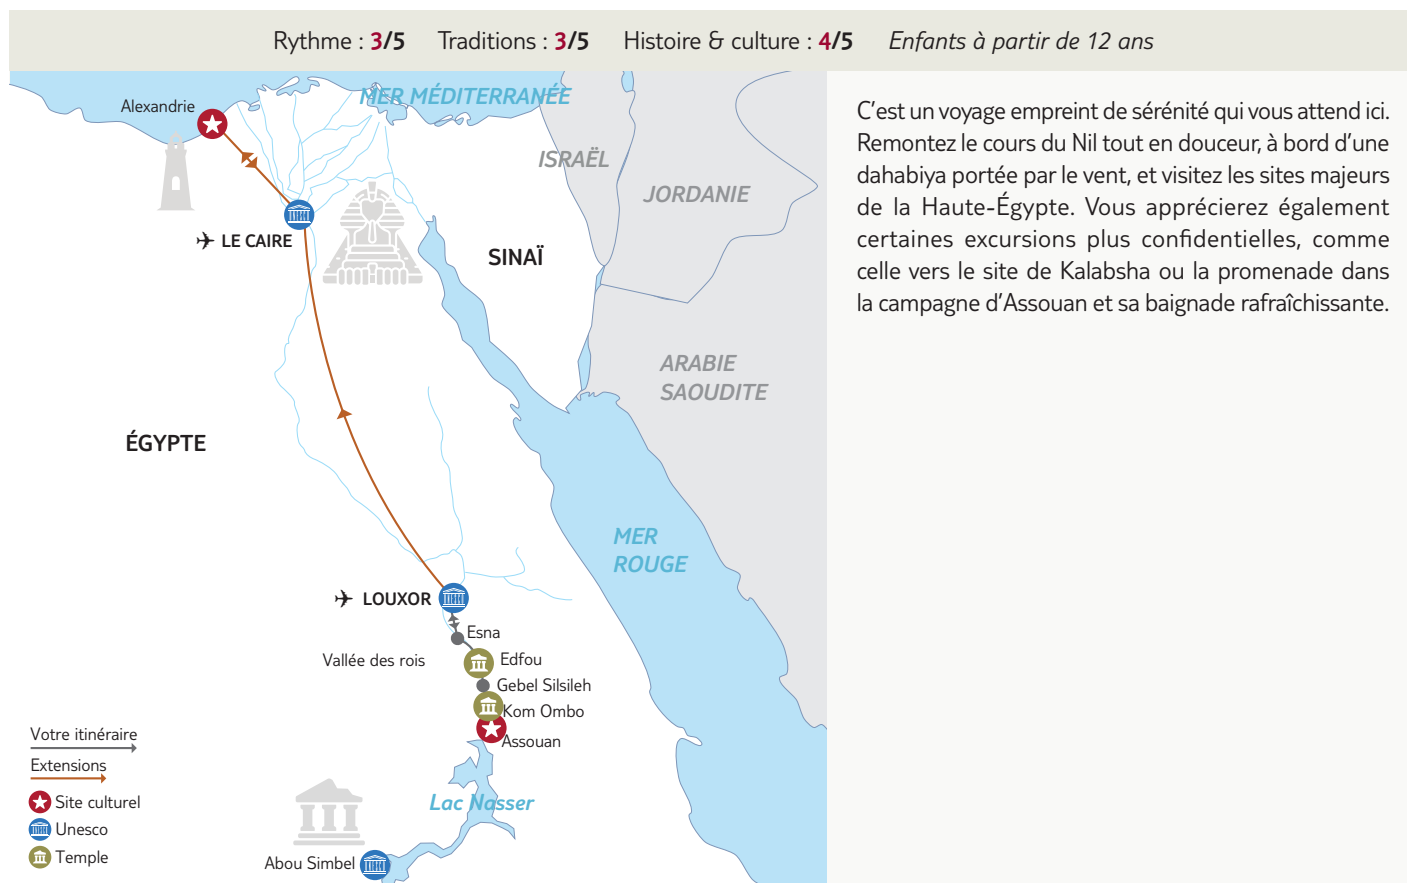 Rythme : 3/5 Traditions : 3/5 Histoire & culture : 4/5 Enfants à partir de 12 ans
MER MÉDITERRANÉE
Alexandrie
ISRAËL
JORDANIE
LE CAIRE
SINAÏ
ARABIE
SAOUDITE
ÉGYPTE
MER
ROUGE
LOUXOR
Esna
Vallée des rois
Edfou
Gebel Silsileh
Kom Ombo
Assouan
Lac Nasser
Abou Simbel
Votre itinéraire
Extensions
Site culturel
Unesco
Temple
C'est un voyage empreint de sérénité qui vous attend ici.
Remontez le cours du Nil tout en douceur, à bord d'une
dahabiya portée par le vent, et visitez les sites majeurs
de la Haute-Égypte. Vous apprécierez également
certaines excursions plus confidentielles, comme
celle vers le site de Kalabsha ou la promenade dans
la campagne d'Assouan et sa baignade rafraîchissante.